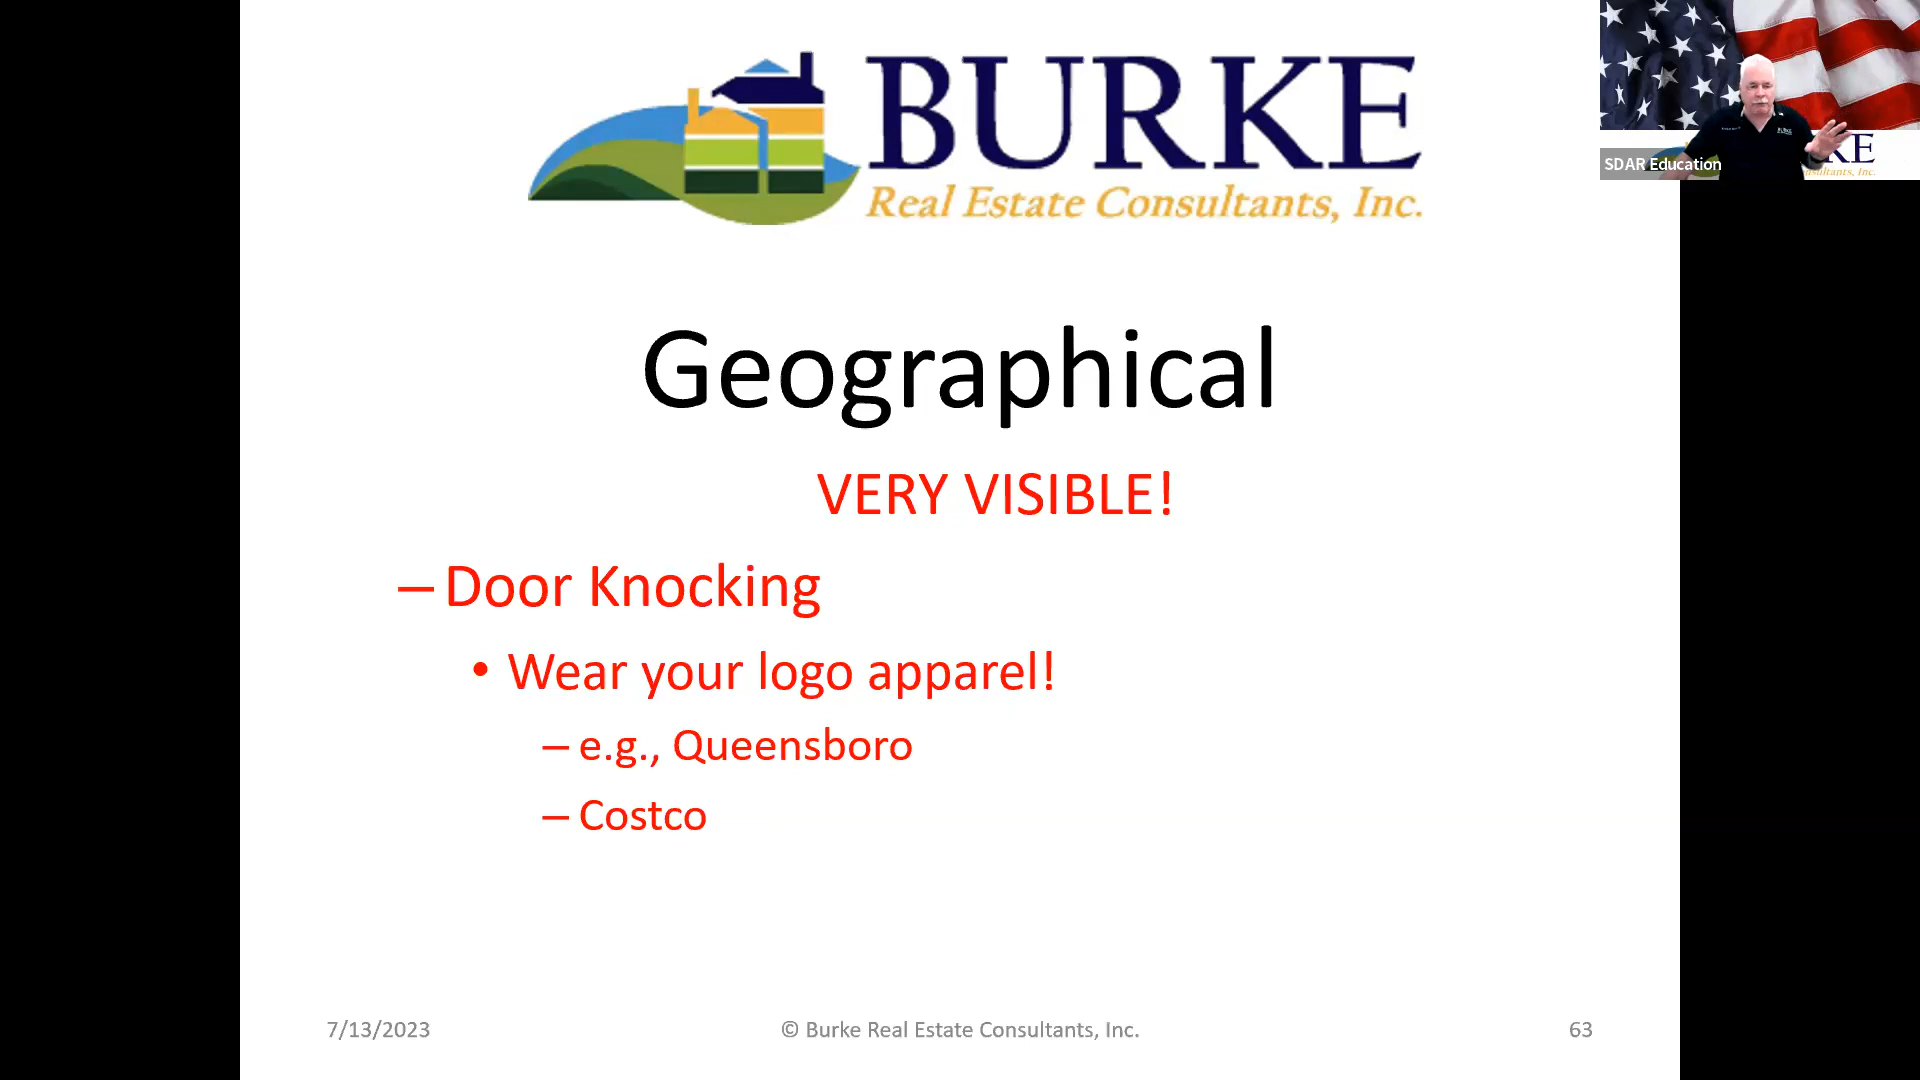 BURKE
Real Estate Consultants, Inc.
SDAR Education
Geographical
VERY VISIBLE!
– Door Knocking
• Wear your logo apparel!
– e.g., Queensboro
– Costco
7/13/2023
© Burke Real Estate Consultants, Inc.
63